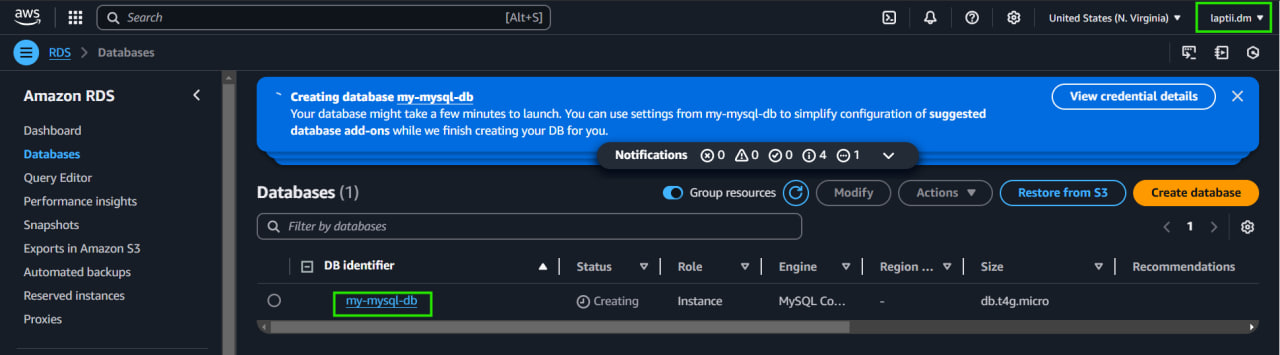 aws
Search [Alt+S]
United States (N. Virginia)
laptii.dm
RDS > Databases
Amazon RDS
Dashboard
Databases
Query Editor
Performance insights
Snapshots
Exports in Amazon S3
Automated backups
Reserved instances
Proxies
Creating database my-mysql-db
Your database might take a few minutes to launch. You can use settings from my-mysql-db to simplify configuration of suggested
database add-ons while we finish creating your DB for you.
View credential details
Notifications 0 0 0 4 1
Databases (1)
Group resources
Modify
Actions
Restore from S3
Create database
Filter by databases
1
DB identifier Status Role Engine Region ... Size Recommendations
my-mysql-db Creating Instance MySQL Co... - db.t4g.micro